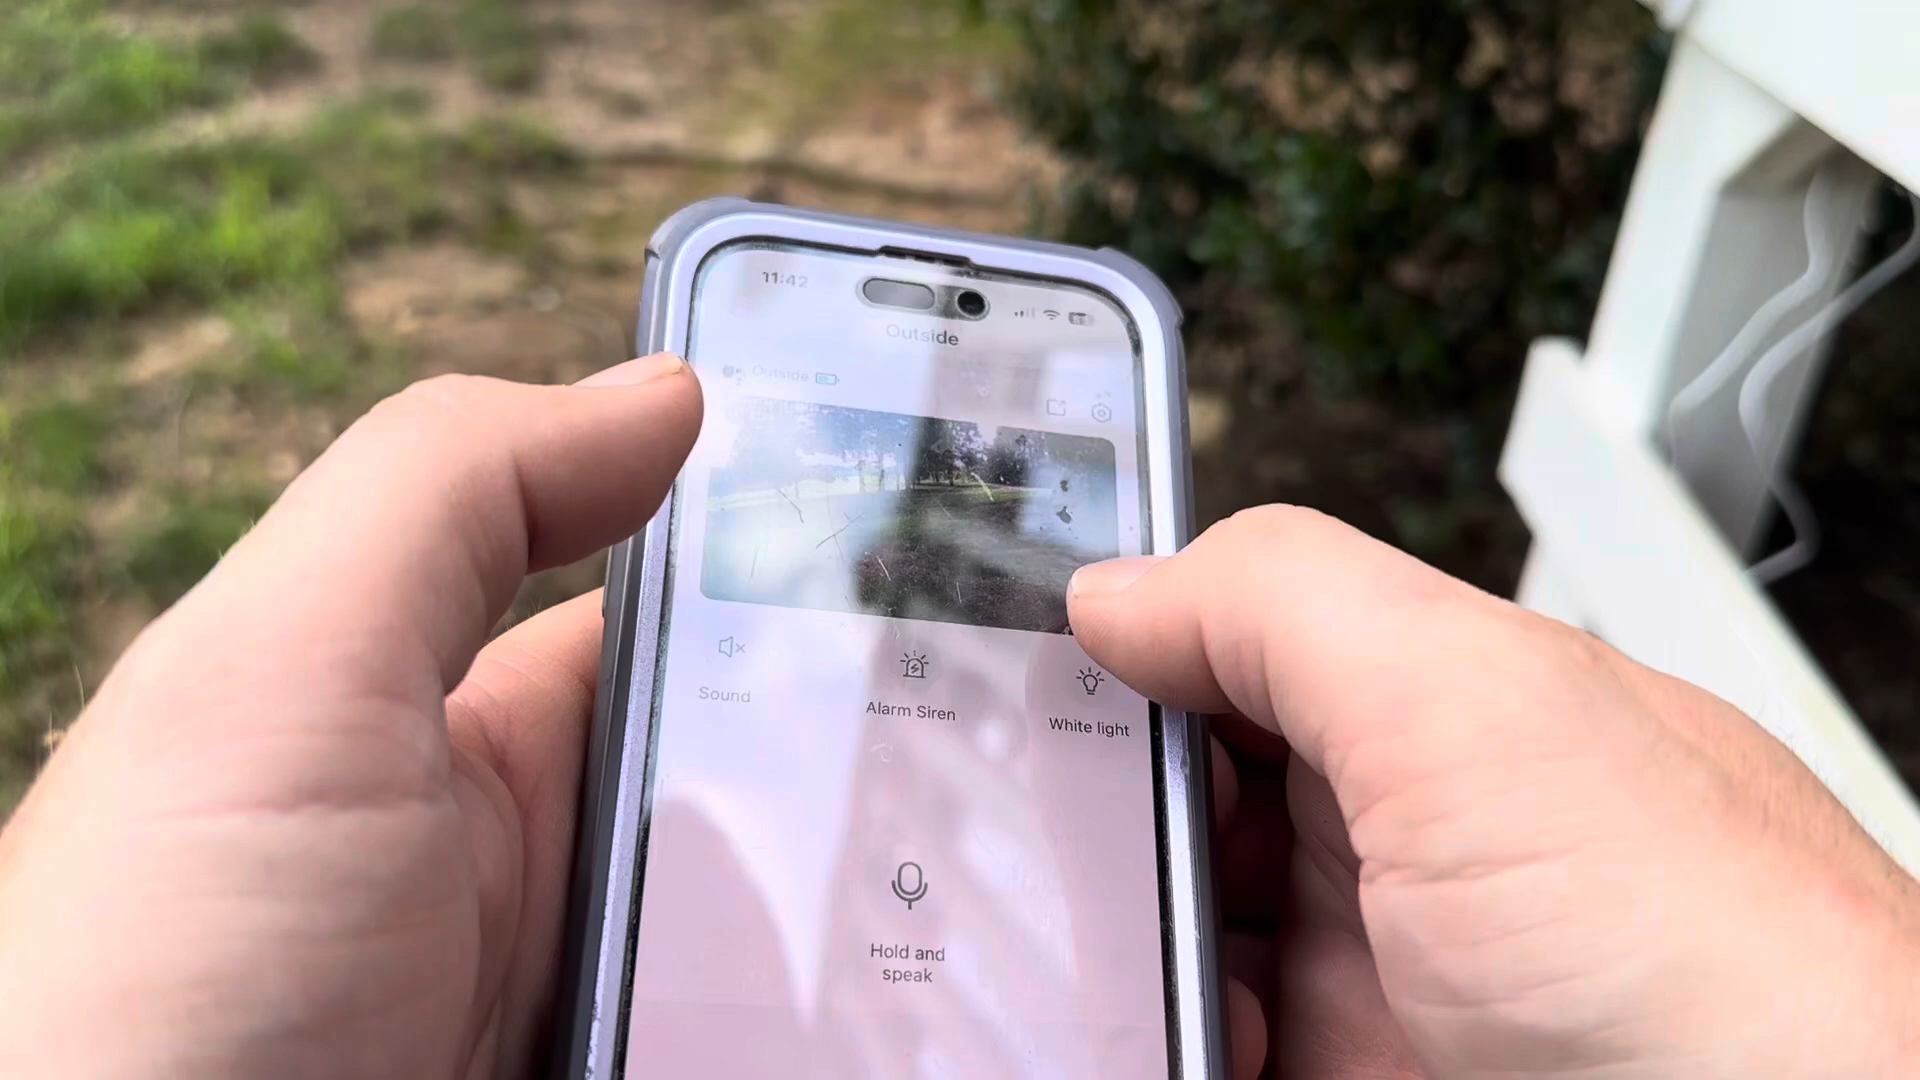 11:42
Outside
Outside
Sound
Alarm Siren
White light
Hold and
speak